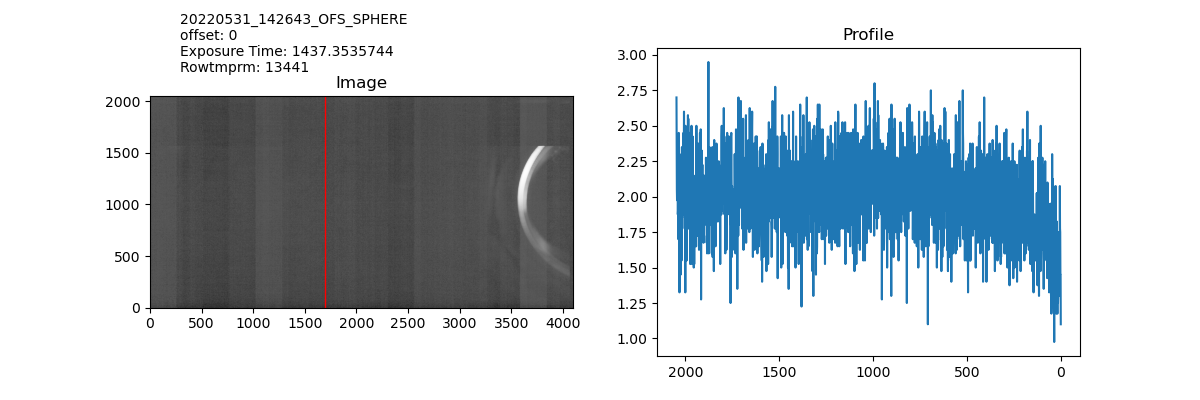 20220531_142643_OFS_SPHERE
offset: 0
Exposure Time: 1437.3535744
Rowtmprm: 13441
Image
2000
1500
1000
500
0
0 500 1000 1500 2000 2500 3000 3500 4000
Profile
3.00
2.75
2.50
2.25
2.00
1.75
1.50
1.25
1.00
2000 1500 1000 500 0